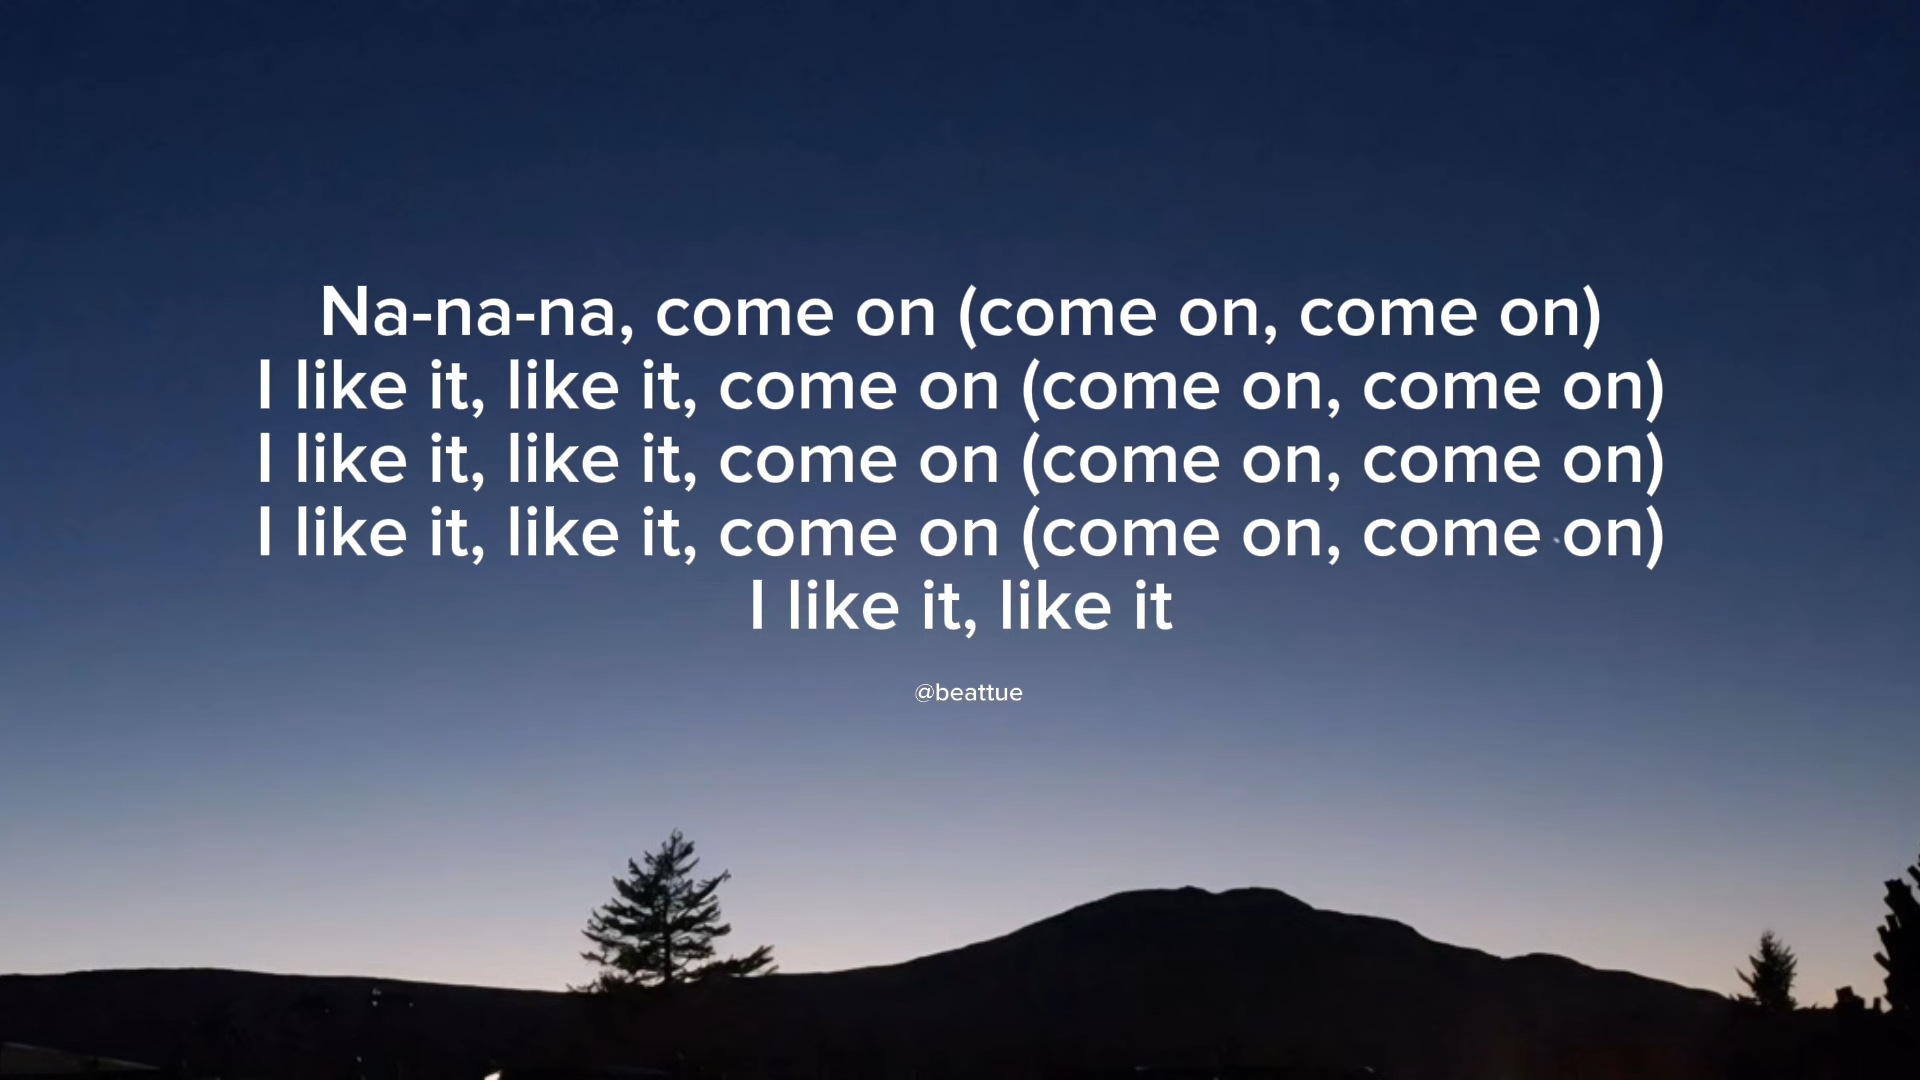 Na-na-na, come on (come on, come on)
I like it, like it, come on (come on, come on)
I like it, like it, come on (come on, come on)
I like it, like it, come on (come on, come on)
I like it, like it
@beattue